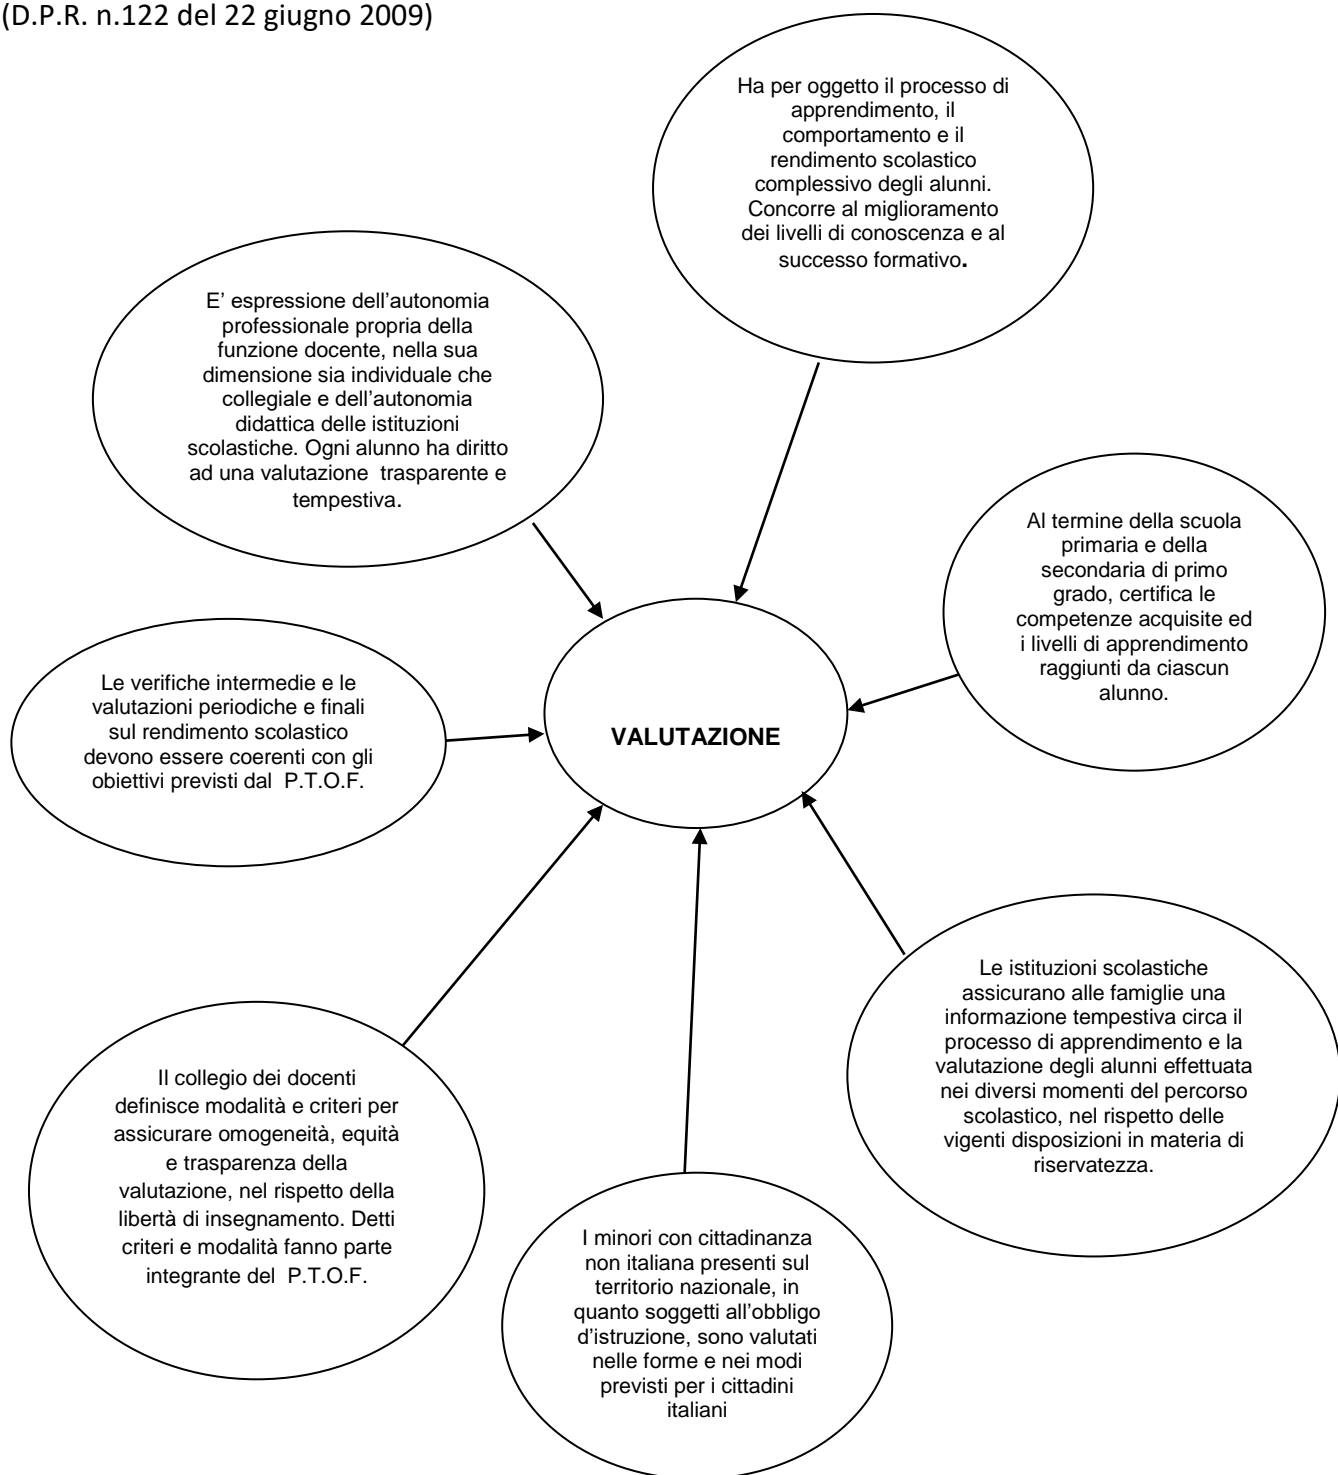 (D.P.R. n.122 del 22 giugno 2009)
Ha per oggetto il processo di
apprendimento, il
comportamento e il
rendimento scolastico
complessivo degli alunni.
Concorre al miglioramento
dei livelli di conoscenza e al
successo formativo.
E' espressione dell'autonomia
professionale propria della
funzione docente, nella sua
dimensione sia individuale che
collegiale e dell'autonomia
didattica delle istituzioni
scolastiche. Ogni alunno ha diritto
ad una valutazione trasparente e
tempestiva.
Al termine della scuola
primaria e della
secondaria di primo
grado, certifica le
competenze acquisite ed
i livelli di apprendimento
raggiunti da ciascun
alunno.
Le verifiche intermedie e le
valutazioni periodiche e finali
sul rendimento scolastico
devono essere coerenti con gli
obiettivi previsti dal P.T.O.F.
VALUTAZIONE
Le istituzioni scolastiche
assicurano alle famiglie una
informazione tempestiva circa il
processo di apprendimento e la
valutazione degli alunni effettuata
nei diversi momenti del percorso
scolastico, nel rispetto delle
vigenti disposizioni in materia di
riservatezza.
Il collegio dei docenti
definisce modalità e criteri per
assicurare omogeneità, equità
e trasparenza della
valutazione, nel rispetto della
libertà di insegnamento. Detti
criteri e modalità fanno parte
integrante del P.T.O.F.
I minori con cittadinanza
non italiana presenti sul
territorio nazionale, in
quanto soggetti all'obbligo
d'istruzione, sono valutati
nelle forme e nei modi
previsti per i cittadini
italiani